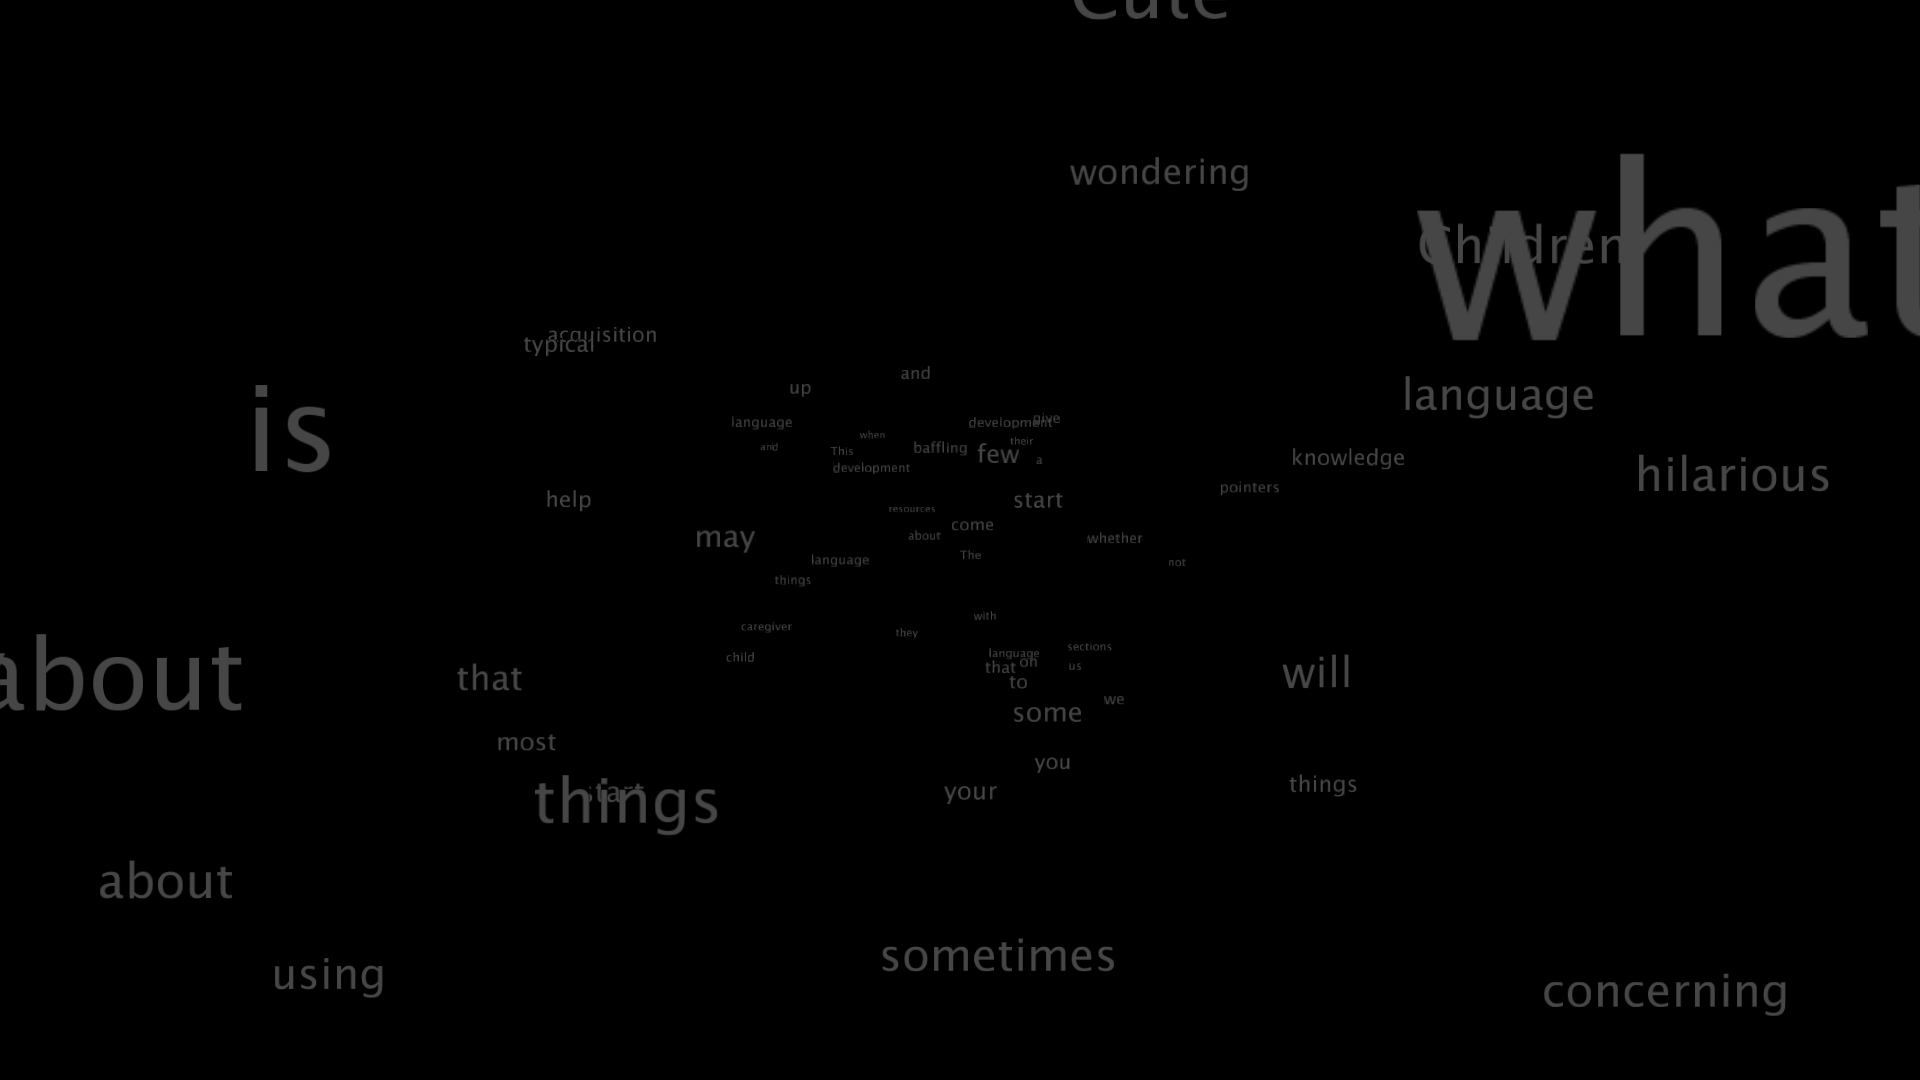 Cute
wondering
what
Children
acquisition
typical
and
up
is
language
language
development
give
when
their
and
This
baffling
few
a
knowledge
development
hilarious
pointers
help
start
resources
come
may
about
whether
The
language
not
things
with
caregiver
they
about
sections
language
child
that
on
us
that
will
to
we
some
most
you
things
start
your
things
about
sometimes
using
concerning